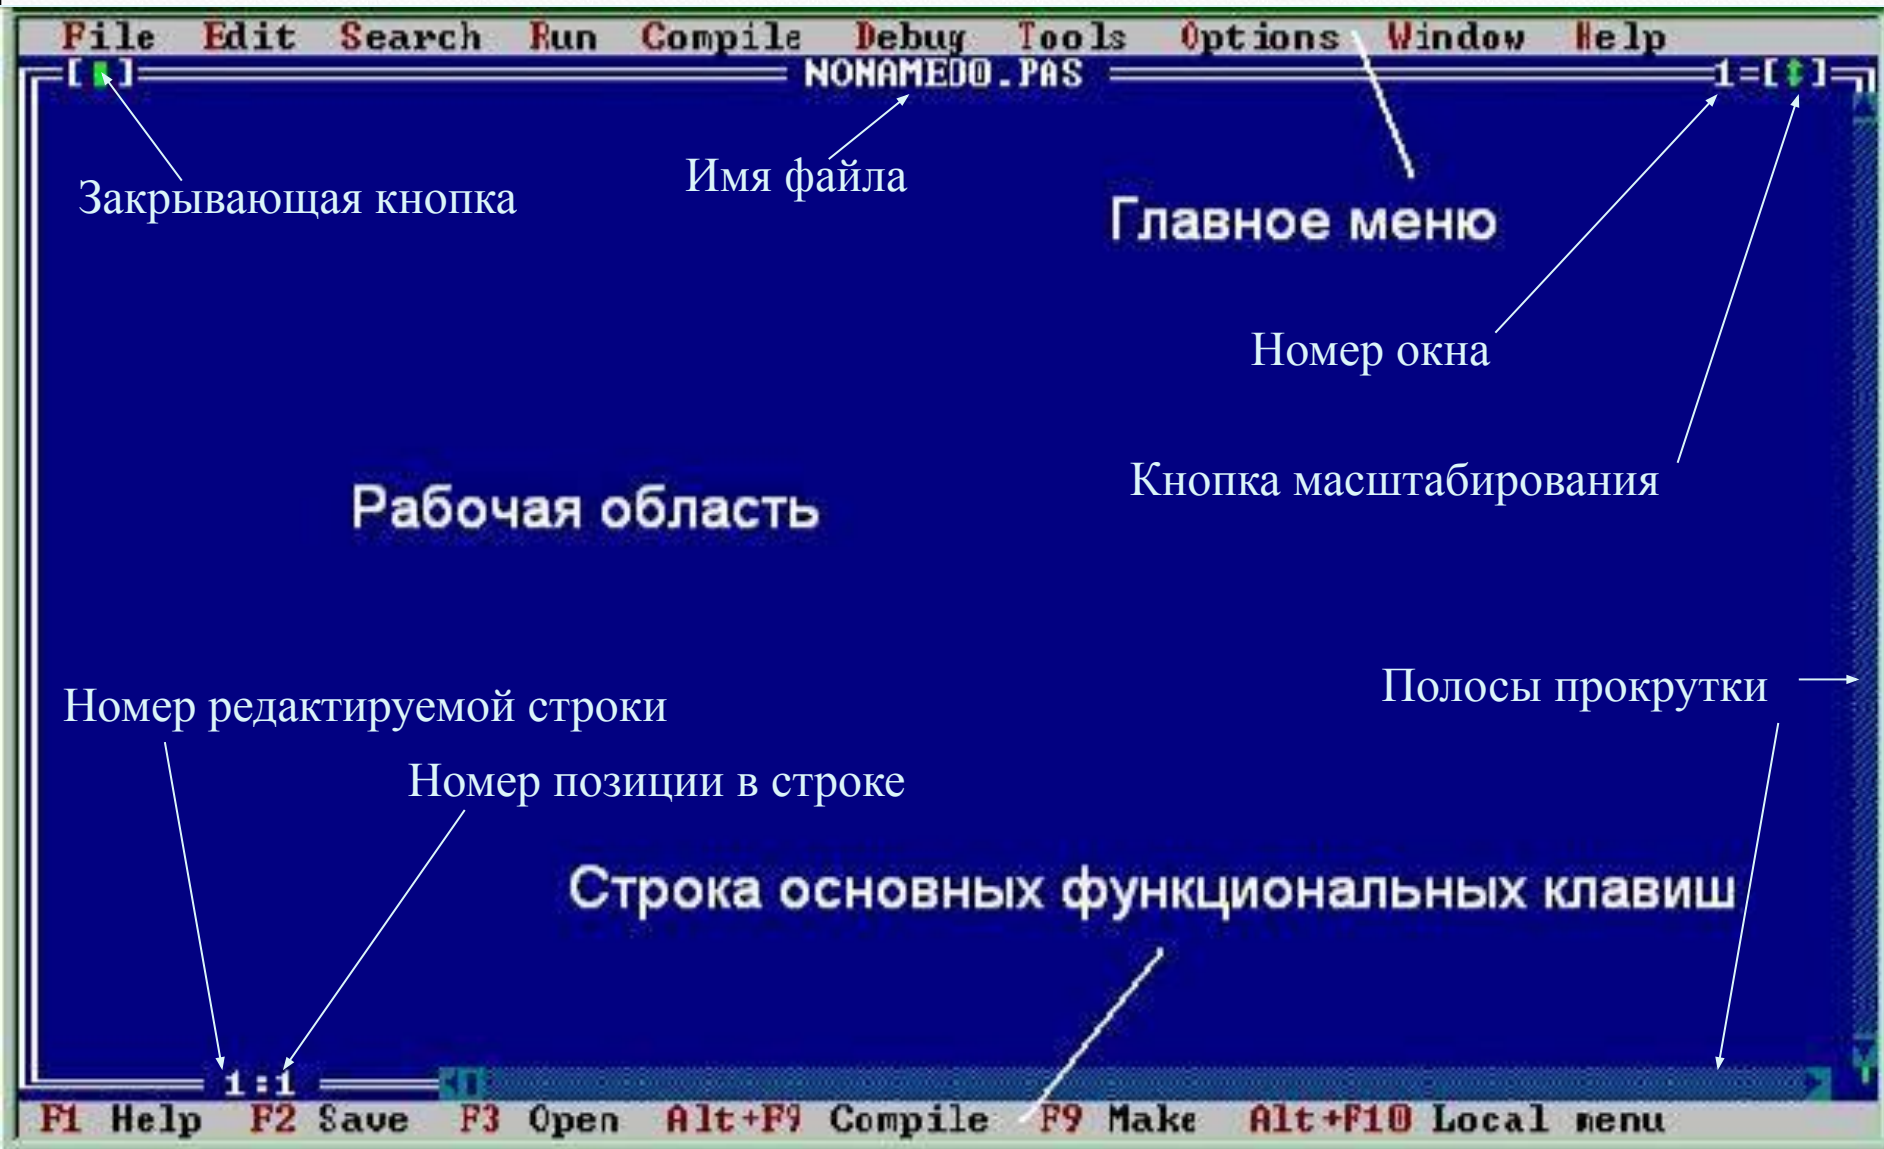 File Edit Search Run Compile Debug Tools Options Window Help
[ ] NONAME00.PAS 1=[↕]
Закрывающая кнопка
Имя файла
Главное меню
Номер окна
Кнопка масштабирования
Рабочая область
Полосы прокрутки
Номер редактируемой строки
Номер позиции в строке
Строка основных функциональных клавиш
1:1
F1 Help F2 Save F3 Open Alt+F9 Compile F9 Make Alt+F10 Local menu